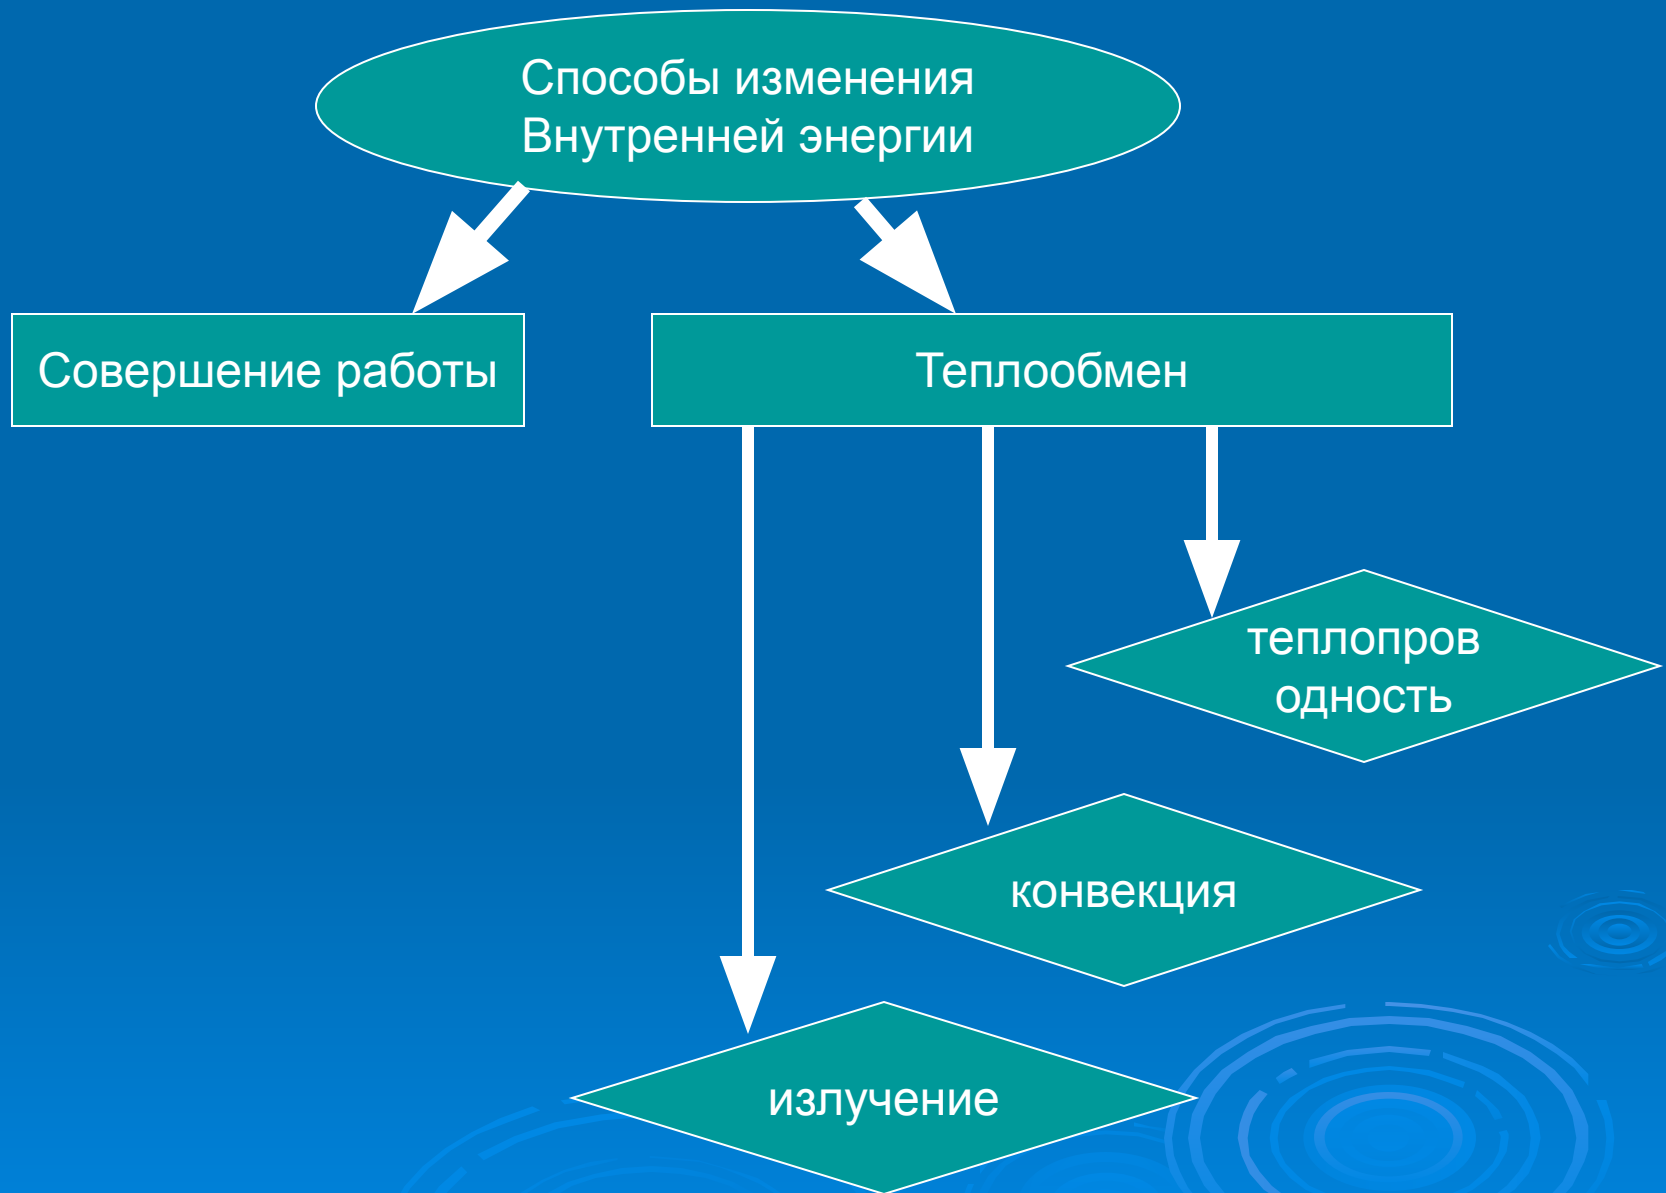 Способы изменения
Внутренней энергии
Совершение работы
Теплообмен
теплопров
одность
конвекция
излучение